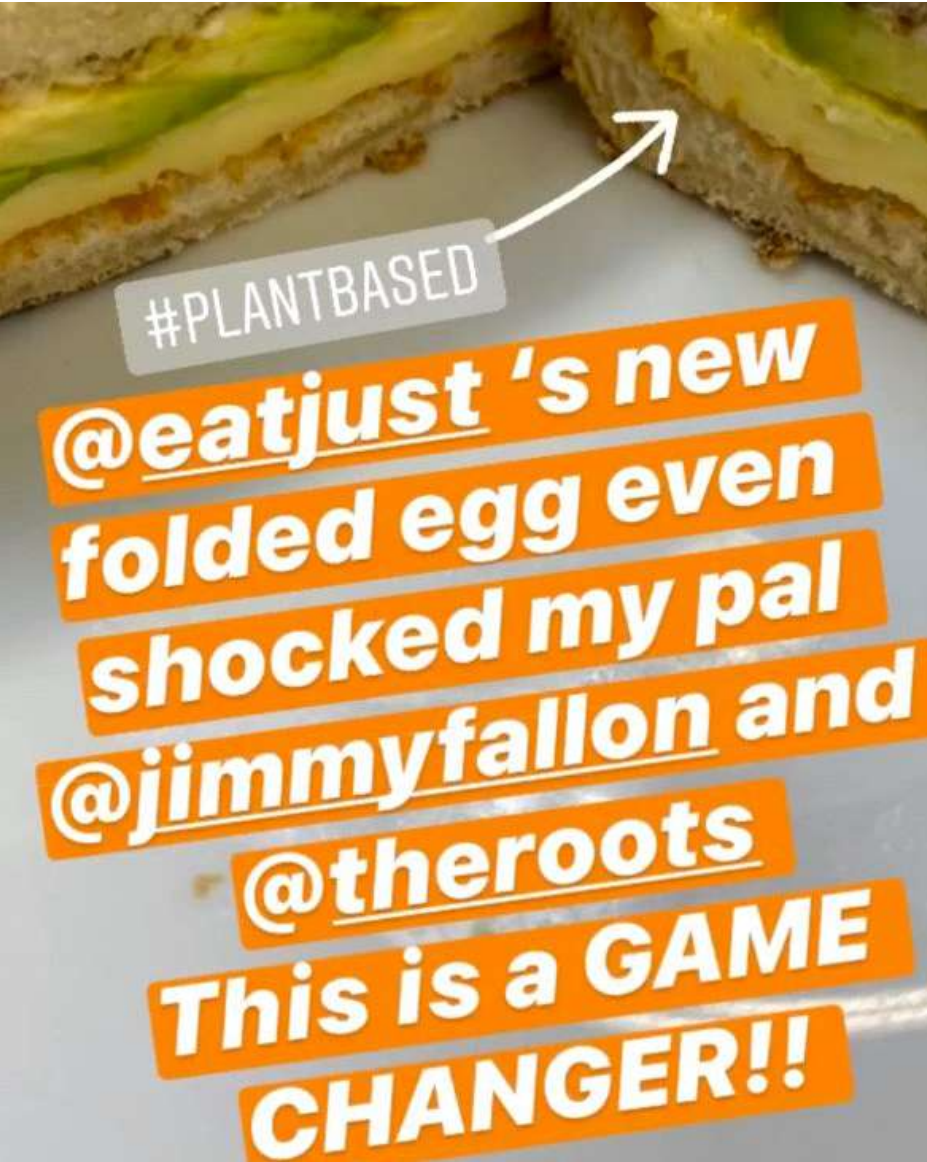 #PLANTBASED
@eatjust ‘s new
folded egg even
shocked my pal
@jimmyfallon and
@theroots
This is a GAME
CHANGER!!